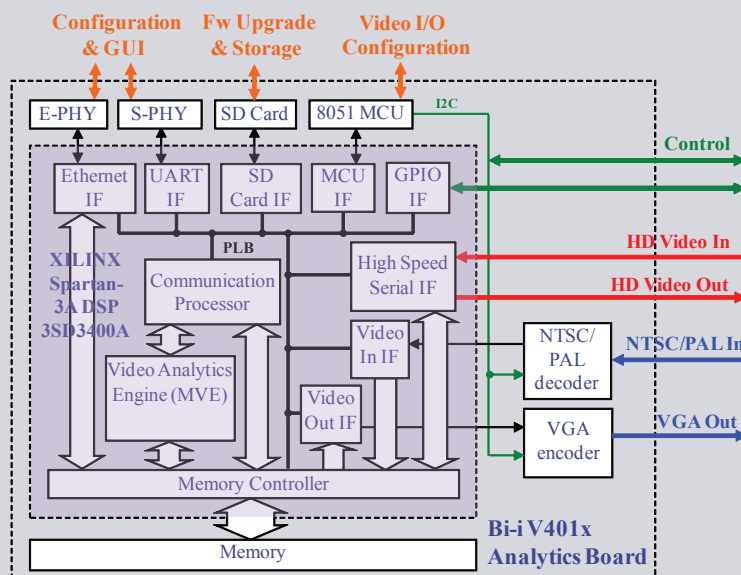 Configuration
& GUI
Fw Upgrade
& Storage
Video I/O
Configuration
E-PHY
S-PHY
SD Card
8051 MCU
I2C
Control
Ethernet
IF
UART
IF
SD
Card IF
MCU
IF
GPIO
IF
PLB
XILINX
Spartan-
3A DSP
3SD3400A
Communication
Processor
High Speed
Serial IF
HD Video In
HD Video Out
Video
In IF
NTSC/
PAL
decoder
NTSC/PAL In
Video Analytics
Engine (MVE)
Video
Out IF
VGA
encoder
VGA Out
Memory Controller
Memory
Bi-i V401x
Analytics Board